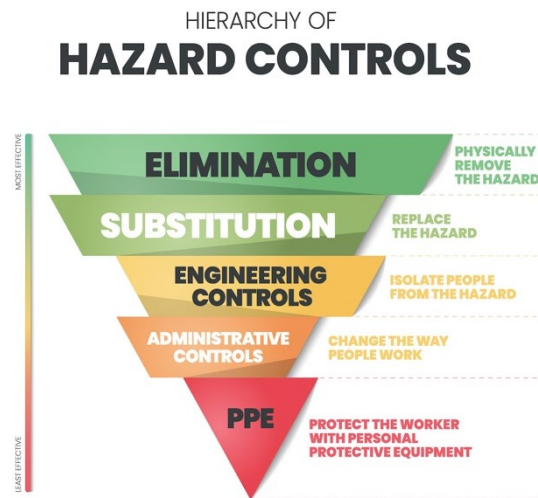 HIERARCHY OF
HAZARD CONTROLS
MOST EFFECTIVE
ELIMINATION
PHYSICALLY
REMOVE
THE HAZARD
SUBSTITUTION
REPLACE
THE HAZARD
ENGINEERING
CONTROLS
ISOLATE PEOPLE
FROM THE HAZARD
ADMINISTRATIVE
CONTROLS
CHANGE THE WAY
PEOPLE WORK
PPE
PROTECT THE WORKER
WITH PERSONAL
PROTECTIVE EQUIPMENT
LEAST EFFECTIVE